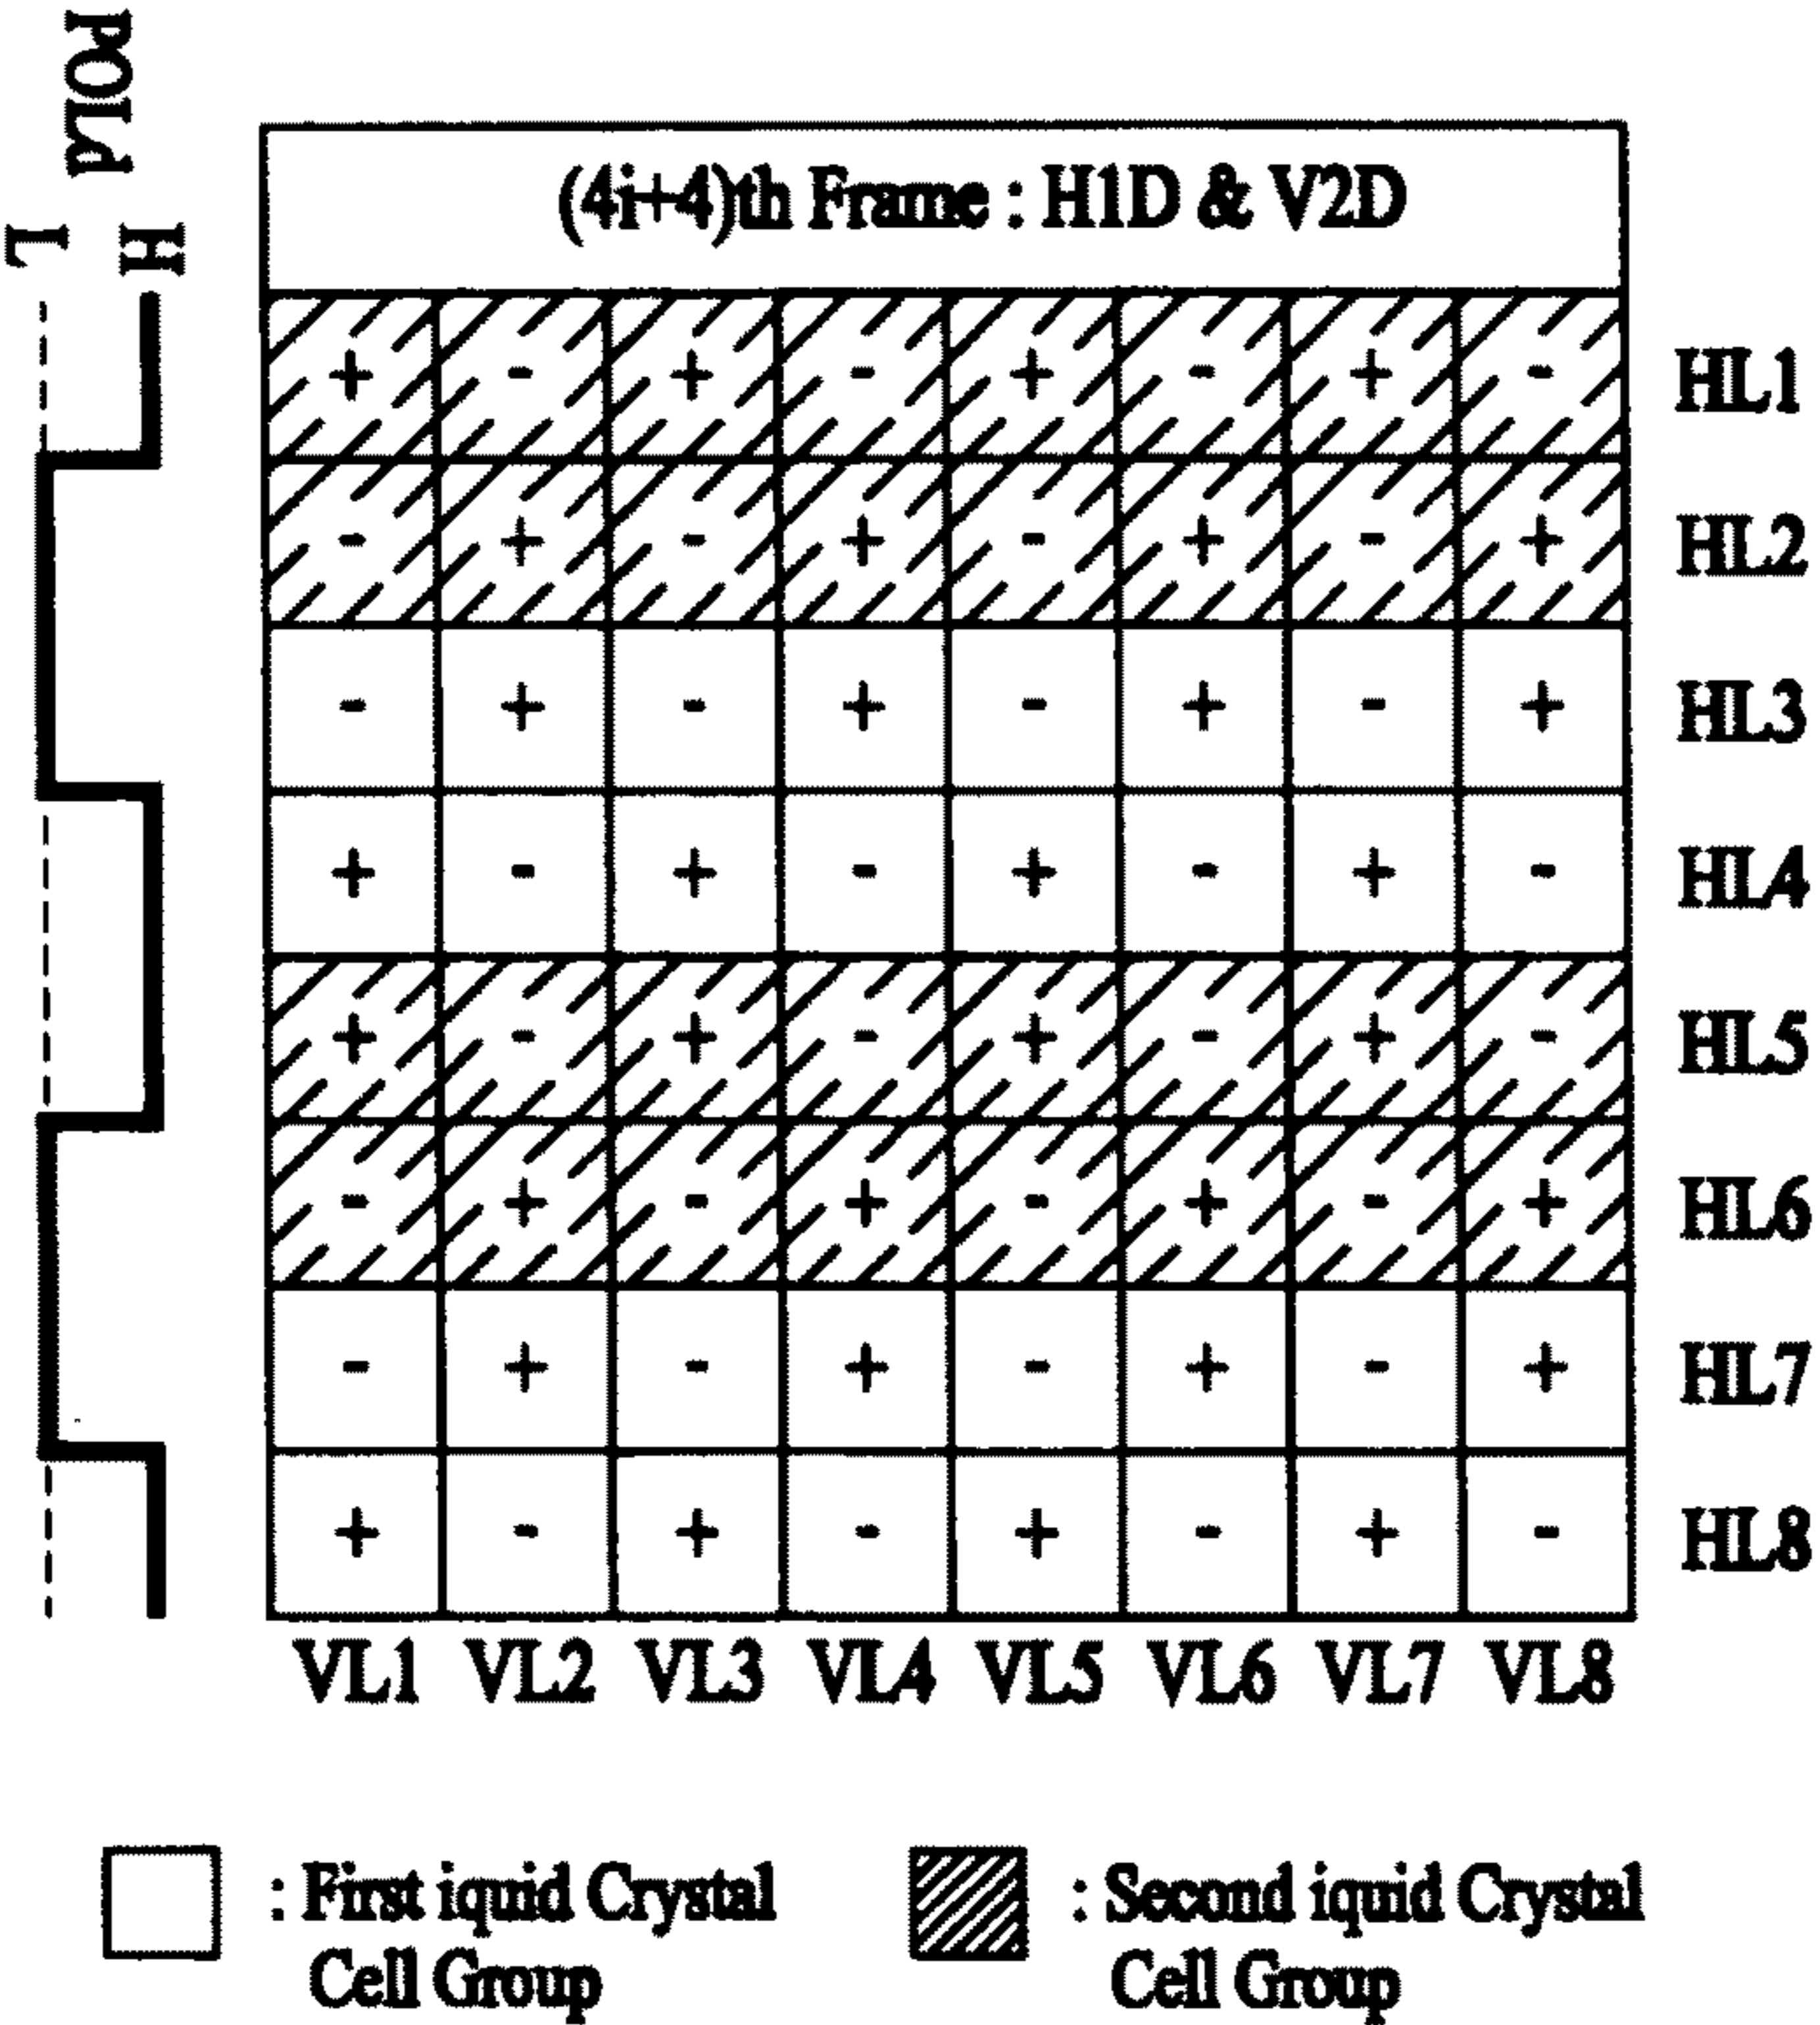 POLd
H
L
(4i+4)th Frame : H1D & V2D
+ - + - + - + - HL1
- + - + - + - + HL2
- + - + - + - + HL3
+ - + - + - + - HL4
+ - + - + - + - HL5
- + - + - + - + HL6
- + - + - + - + HL7
+ - + - + - + - HL8
VL1 VL2 VL3 VL4 VL5 VL6 VL7 VL8
: First iquid Crystal
Cell Group
: Second iquid Crystal
Cell Group